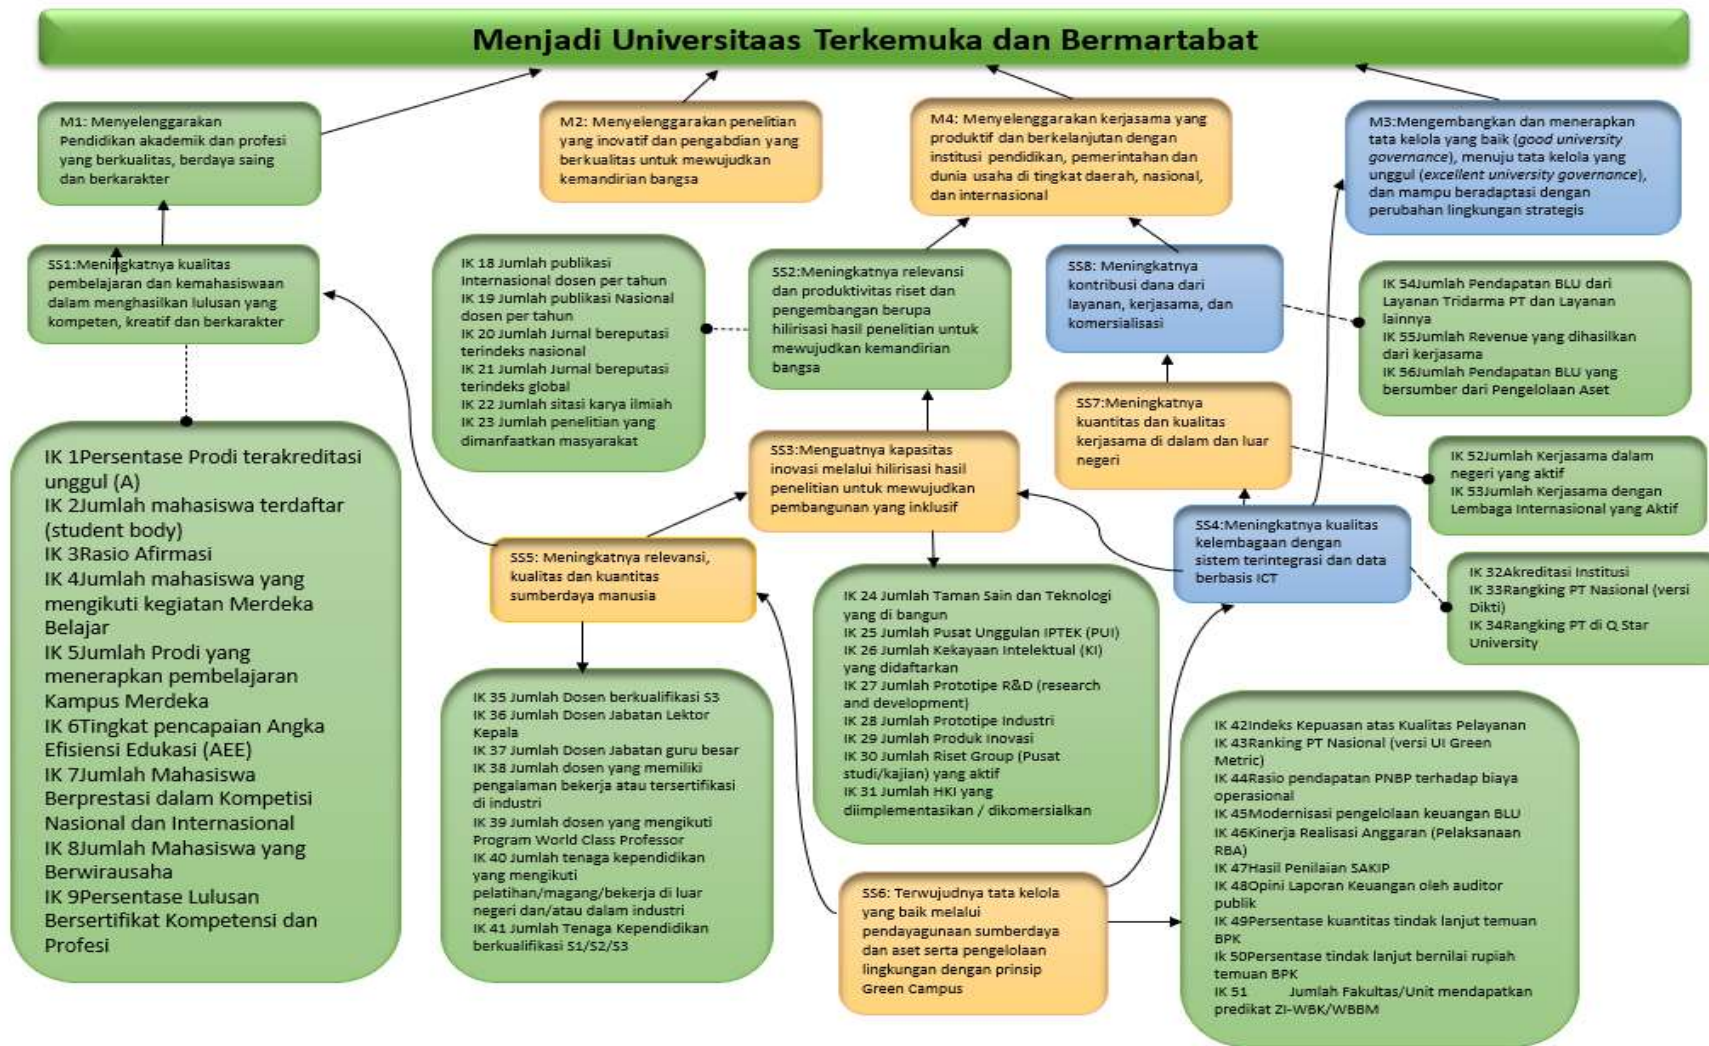 Menjadi Universitaas Terkemuka dan Bermartabat
M1: Menyelenggarakan
Pendidikan akademik dan profesi
yang berkualitas, berdaya saing
dan berkarakter
M2: Menyelenggarakan penelitian
yang inovatif dan pengabdian yang
berkualitas untuk mewujudkan
kemandirian bangsa
M4: Menyelenggarakan kerjasama yang
produktif dan berkelanjutan dengan
institusi pendidikan, pemerintahan dan
dunia usaha di tingkat daerah, nasional,
dan internasional
M3:Mengembangkan dan menerapkan
tata kelola yang baik (good university
governance), menuju tata kelola yang
unggul (excellent university governance),
dan mampu beradaptasi dengan
perubahan lingkungan strategis
SS1:Meningkatnya kualitas
pembelajaran dan kemahasiswaan
dalam menghasilkan lulusan yang
kompeten, kreatif dan berkarakter
IK 18 Jumlah publikasi
Internasional dosen per tahun
IK 19 Jumlah publikasi Nasional
dosen per tahun
IK 20 Jumlah Jurnal bereputasi
terindeks nasional
IK 21 Jumlah Jurnal bereputasi
terindeks global
IK 22 Jumlah sitasi karya ilmiah
IK 23 Jumlah penelitian yang
dimanfaatkan masyarakat
SS2:Meningkatnya relevansi
dan produktivitas riset dan
pengembangan berupa
hilirisasi hasil penelitian untuk
mewujudkan kemandirian
bangsa
SS8: Meningkatnya
kontribusi dana dari
layanan, kerjasama, dan
komersialisasi
IK 54Jumlah Pendapatan BLU dari
Layanan Tridarma PT dan Layanan
lainnya
IK 55Jumlah Revenue yang dihasilkan
dari kerjasama
IK 56Jumlah Pendapatan BLU yang
bersumber dari Pengelolaan Aset
SS7:Meningkatnya
kuantitas dan kualitas
kerjasama di dalam dan luar
negeri
IK 52Jumlah Kerjasama dalam
negeri yang aktif
IK 53Jumlah Kerjasama dengan
Lembaga Internasional yang Aktif
SS3:Menguatnya kapasitas
inovasi melalui hilirisasi hasil
penelitian untuk mewujudkan
pembangunan yang inklusif
SS4:Meningkatnya kualitas
kelembagaan dengan
sistem terintegrasi dan data
berbasis ICT
IK 32Akreditasi Institusi
IK 33Rangking PT Nasional (versi
Dikti)
IK 34Rangking PT di Q Star
University
SS5: Meningkatnya relevansi,
kualitas dan kuantitas
sumberdaya manusia
IK 1Persentase Prodi terakreditasi
unggul (A)
IK 2Jumlah mahasiswa terdaftar
(student body)
IK 3Rasio Afirmasi
IK 4Jumlah mahasiswa yang
mengikuti kegiatan Merdeka
Belajar
IK 5Jumlah Prodi yang
menerapkan pembelajaran
Kampus Merdeka
IK 6Tingkat pencapaian Angka
Efisiensi Edukasi (AEE)
IK 7Jumlah Mahasiswa
Berprestasi dalam Kompetisi
Nasional dan Internasional
IK 8Jumlah Mahasiswa yang
Berwirausaha
IK 9Persentase Lulusan
Bersertifikat Kompetensi dan
Profesi
IK 35 Jumlah Dosen berkualifikasi S3
IK 36 Jumlah Dosen Jabatan Lektor
Kepala
IK 37 Jumlah Dosen Jabatan guru besar
IK 38 Jumlah dosen yang memiliki
pengalaman bekerja atau tersertifikasi
di industri
IK 39 Jumlah dosen yang mengikuti
Program World Class Professor
IK 40 Jumlah tenaga kependidikan
yang mengikuti
pelatihan/magang/bekerja di luar
negeri dan/atau dalam industri
IK 41 Jumlah Tenaga Kependidikan
berkualifikasi S1/S2/S3
IK 24 Jumlah Taman Sain dan Teknologi
yang di bangun
IK 25 Jumlah Pusat Unggulan IPTEK (PUI)
IK 26 Jumlah Kekayaan Intelektual (KI)
yang didaftarkan
IK 27 Jumlah Prototipe R&D (research
and development)
IK 28 Jumlah Prototipe Industri
IK 29 Jumlah Produk Inovasi
IK 30 Jumlah Riset Group (Pusat
studi/kajian) yang aktif
IK 31 Jumlah HKI yang
diimplementasikan / dikomersialkan
SS6: Terwujudnya tata kelola
yang baik melalui
pendayagunaan sumberdaya
dan aset serta pengelolaan
lingkungan dengan prinsip
Green Campus
IK 42Indeks Kepuasan atas Kualitas Pelayanan
IK 43Ranking PT Nasional (versi UI Green
Metric)
IK 44Rasio pendapatan PNBP terhadap biaya
operasional
IK 45Modernisasi pengelolaan keuangan BLU
IK 46Kinerja Realisasi Anggaran (Pelaksanaan
RBA)
IK 47Hasil Penilaian SAKIP
IK 48Opini Laporan Keuangan oleh auditor
publik
IK 49Persentase kuantitas tindak lanjut temuan
BPK
Ik 50Persentase tindak lanjut bernilai rupiah
temuan BPK
IK 51 Jumlah Fakultas/Unit mendapatkan
predikat ZI-WBK/WBBM